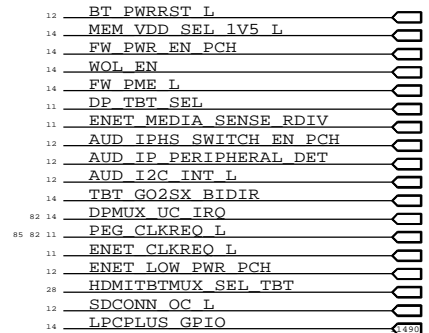 12 BT_PWRRST_L
14 MEM_VDD_SEL_1V5_L
14 FW_PWR_EN_PCH
14 WOL_EN
14 FW_PME_L
11 DP_TBT_SEL
11 ENET_MEDIA_SENSE_RDIV
12 AUD_IPHS_SWITCH_EN_PCH
12 AUD_IP_PERIPHERAL_DET
12 AUD_I2C_INT_L
14 TBT_GO2SX_BIDIR
82 14 DPMUX_UC_IRQ
85 82 11 PEG_CLKREQ_L
11 ENET_CLKREQ_L
12 ENET_LOW_PWR_PCH
28 HDMITBTMUX_SEL_TBT
12 SDCONN_OC_L
14 LPCPLUS_GPIO 1490